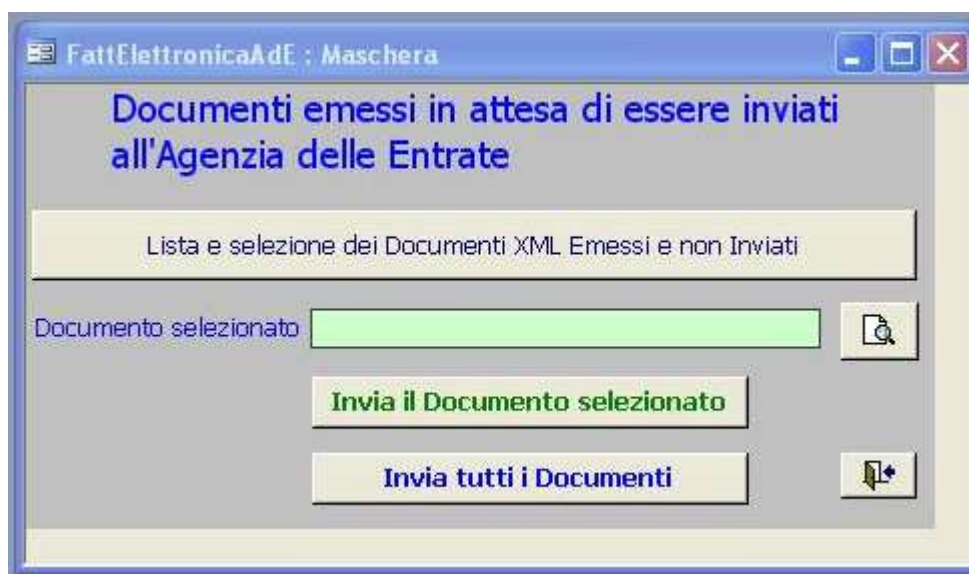 FattElettronicaAdE : Maschera
Documenti emessi in attesa di essere inviati
all'Agenzia delle Entrate
Lista e selezione dei Documenti XML Emessi e non Inviati
Documento selezionato
Invia il Documento selezionato
Invia tutti i Documenti